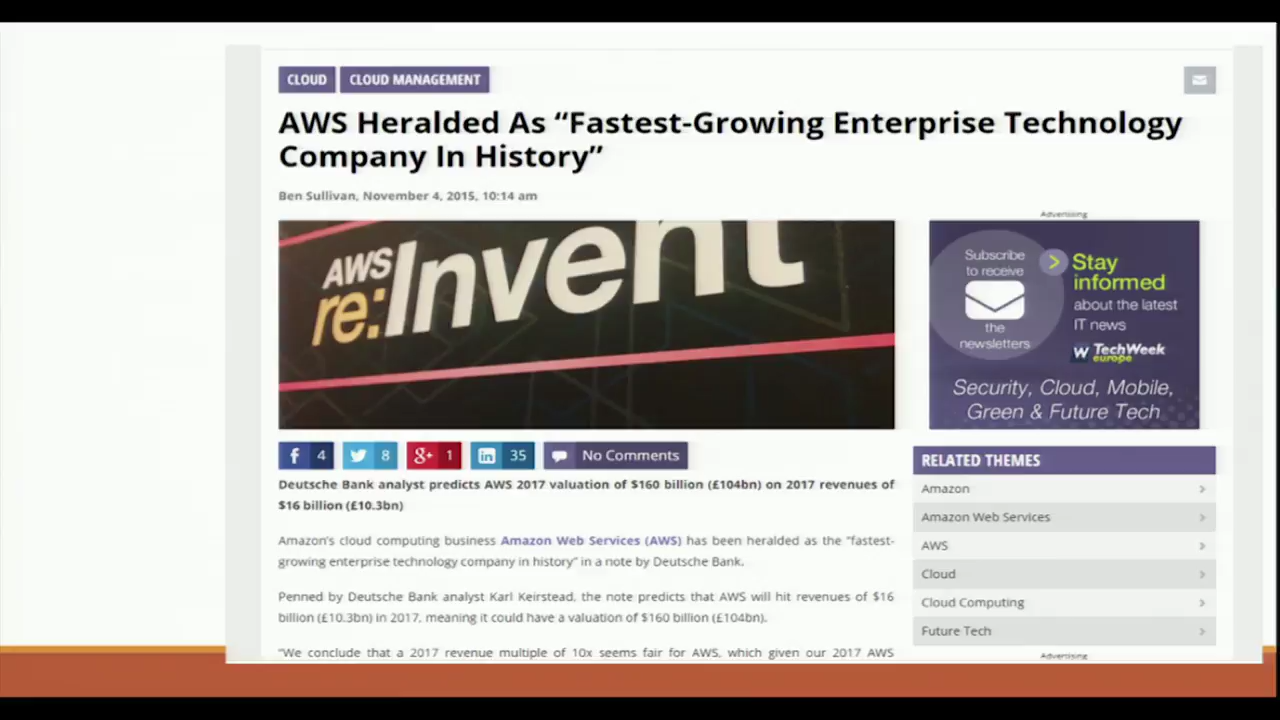 CLOUD
CLOUD MANAGEMENT
AWS Heralded As “Fastest-Growing Enterprise Technology
Company In History”
Ben Sullivan, November 4, 2015, 10:14 am
AWS
re:Invent
Advertising
Subscribe
to receive
the
newsletters
> Stay
informed
about the latest
IT news
W TechWeek
europe
Security, Cloud, Mobile,
Green & Future Tech
f 4
8
g+ 1
in 35
No Comments
Deutsche Bank analyst predicts AWS 2017 valuation of $160 billion (£104bn) on 2017 revenues of
$16 billion (£10.3bn)
Amazon’s cloud computing business Amazon Web Services (AWS) has been heralded as the “fastest-
growing enterprise technology company in history” in a note by Deutsche Bank.
Penned by Deutsche Bank analyst Karl Keirstead, the note predicts that AWS will hit revenues of $16
billion (£10.3bn) in 2017, meaning it could have a valuation of $160 billion (£104bn).
“We conclude that a 2017 revenue multiple of 10x seems fair for AWS, which given our 2017 AWS
RELATED THEMES
Amazon
Amazon Web Services
AWS
Cloud
Cloud Computing
Future Tech
Advertising